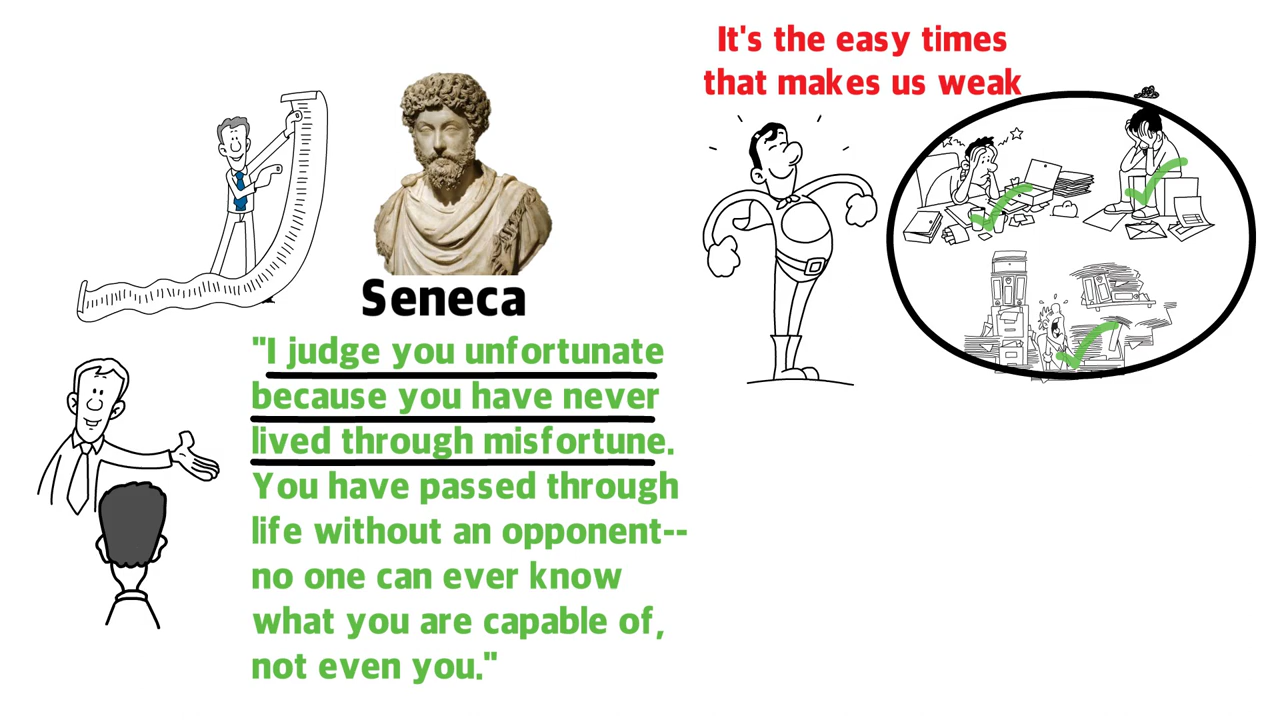 It's the easy times
that makes us weak
Seneca
"I judge you unfortunate
because you have never
lived through misfortune.
You have passed through
life without an opponent--
no one can ever know
what you are capable of,
not even you."